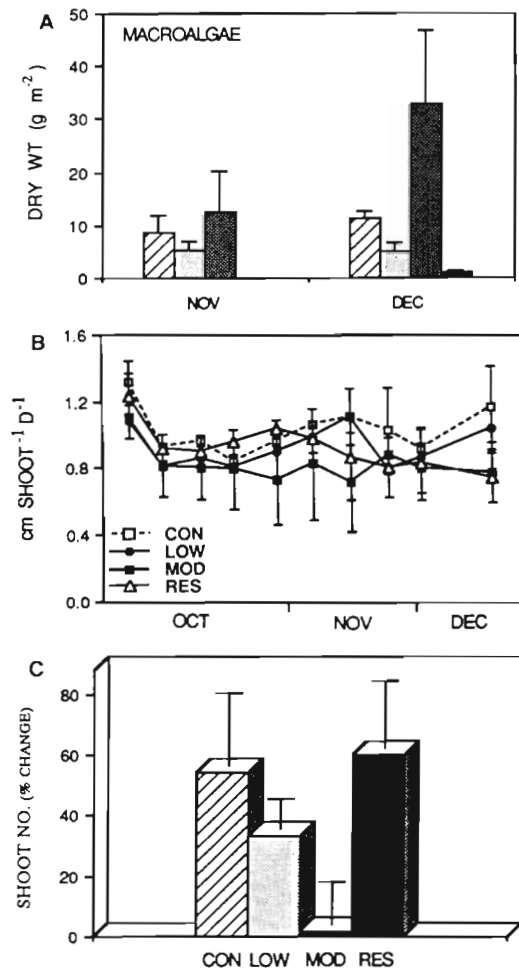 A
MACROALGAE
DRY WT (g m-2)
50
40
30
20
10
0
NOV DEC
B
cm SHOOT-1 D-1
1.6
1.2
0.8
0.4
0.0
CON
LOW
MOD
RES
OCT NOV DEC
C
SHOOT NO. (% CHANGE)
80
60
40
20
0
CON LOW MOD RES